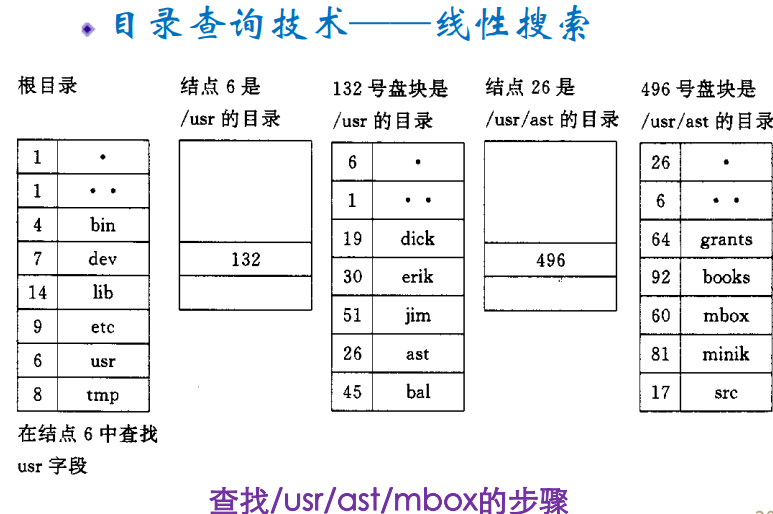 目录查询技术——线性搜索
根目录
1 •
1 • •
4 bin
7 dev
14 lib
9 etc
6 usr
8 tmp
在结点 6 中查找
usr 字段
结点 6 是
/usr 的目录
132
132 号盘块是
/usr 的目录
6 •
1 • •
19 dick
30 erik
51 jim
26 ast
45 bal
结点 26 是
/usr/ast 的目录
496
496 号盘块是
/usr/ast 的目录
26 •
6 • •
64 grants
92 books
60 mbox
81 minik
17 src
查找/usr/ast/mbox的步骤